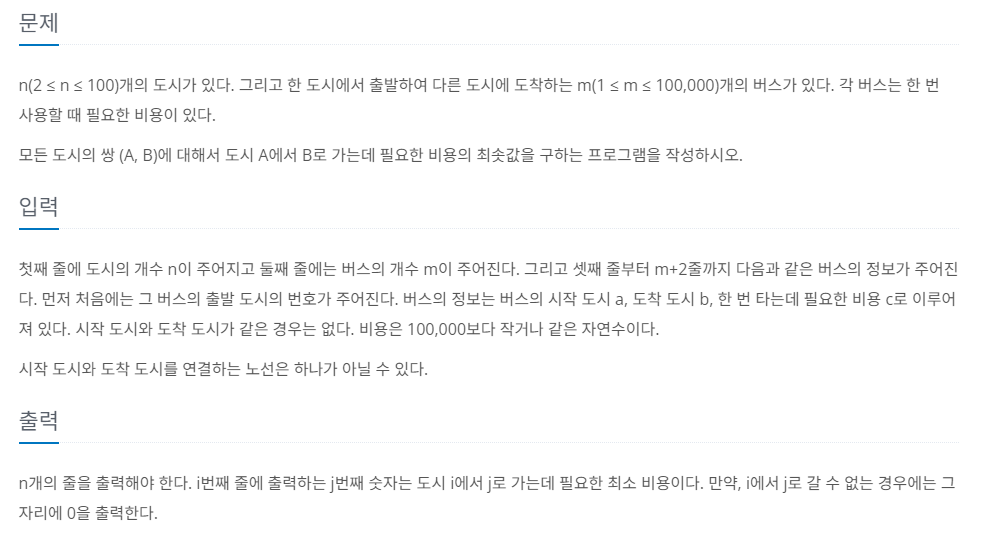 문제
n(2 ≤ n ≤ 100)개의 도시가 있다. 그리고 한 도시에서 출발하여 다른 도시에 도착하는 m(1 ≤ m ≤ 100,000)개의 버스가 있다. 각 버스는 한 번
사용할 때 필요한 비용이 있다.
모든 도시의 쌍 (A, B)에 대해서 도시 A에서 B로 가는데 필요한 비용의 최솟값을 구하는 프로그램을 작성하시오.
입력
첫째 줄에 도시의 개수 n이 주어지고 둘째 줄에는 버스의 개수 m이 주어진다. 그리고 셋째 줄부터 m+2줄까지 다음과 같은 버스의 정보가 주어진
다. 먼저 처음에는 그 버스의 출발 도시의 번호가 주어진다. 버스의 정보는 버스의 시작 도시 a, 도착 도시 b, 한 번 타는데 필요한 비용 c로 이루어
져 있다. 시작 도시와 도착 도시가 같은 경우는 없다. 비용은 100,000보다 작거나 같은 자연수이다.
시작 도시와 도착 도시를 연결하는 노선은 하나가 아닐 수 있다.
출력
n개의 줄을 출력해야 한다. i번째 줄에 출력하는 j번째 숫자는 도시 i에서 j로 가는데 필요한 최소 비용이다. 만약, i에서 j로 갈 수 없는 경우에는 그
자리에 0을 출력한다.